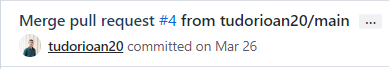 Merge pull request #4 from tudorioan20/main ...
tudorioan20 committed on Mar 26